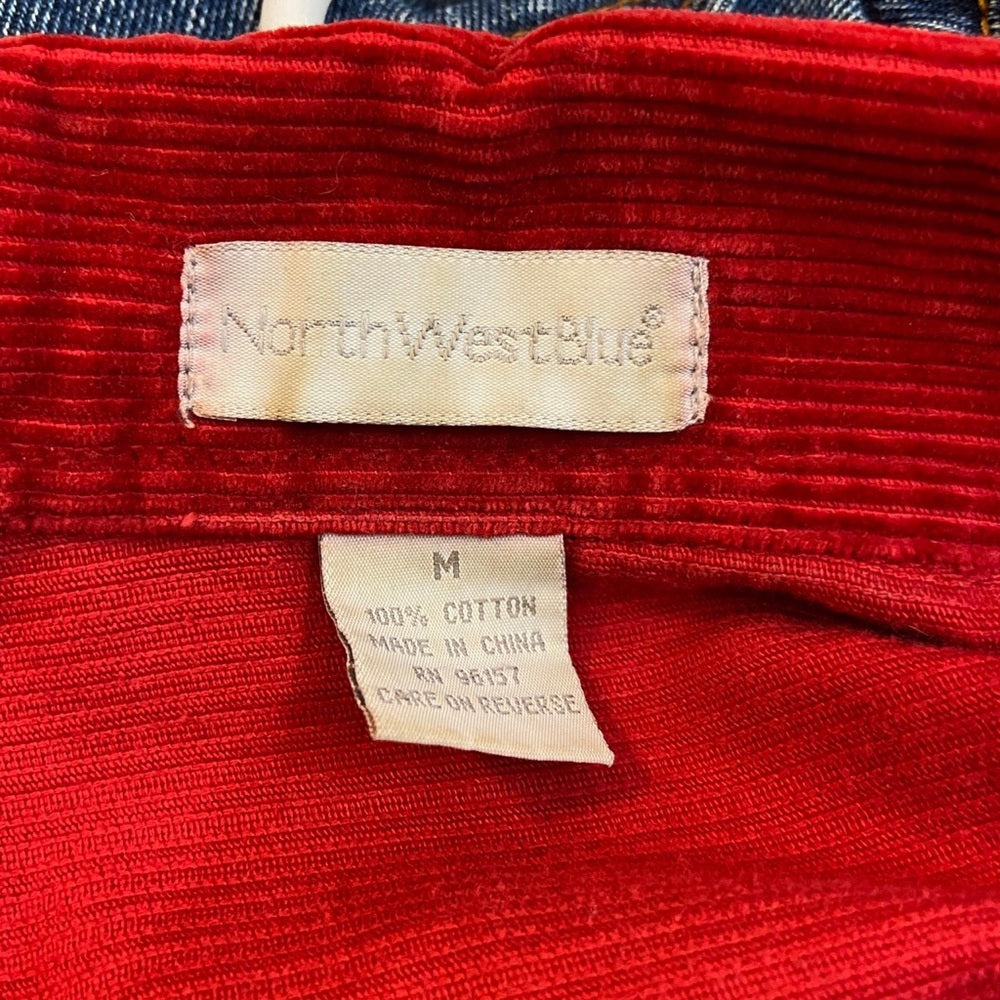 NorthWestBlue®
M
100% COTTON
MADE IN CHINA
RN 96157
CARE ON REVERSE